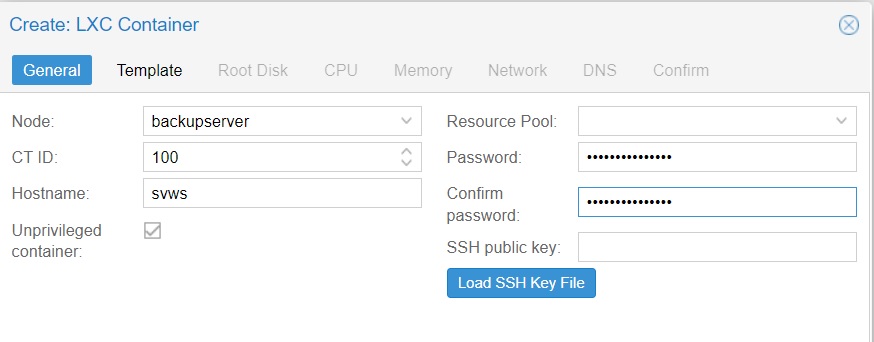 Create: LXC Container
General Template Root Disk CPU Memory Network DNS Confirm
Node: backupserver
CT ID: 100
Hostname: svws
Unprivileged
container:
Resource Pool:
Password: •••••••••••••••
Confirm
password: •••••••••••••••
SSH public key:
Load SSH Key File